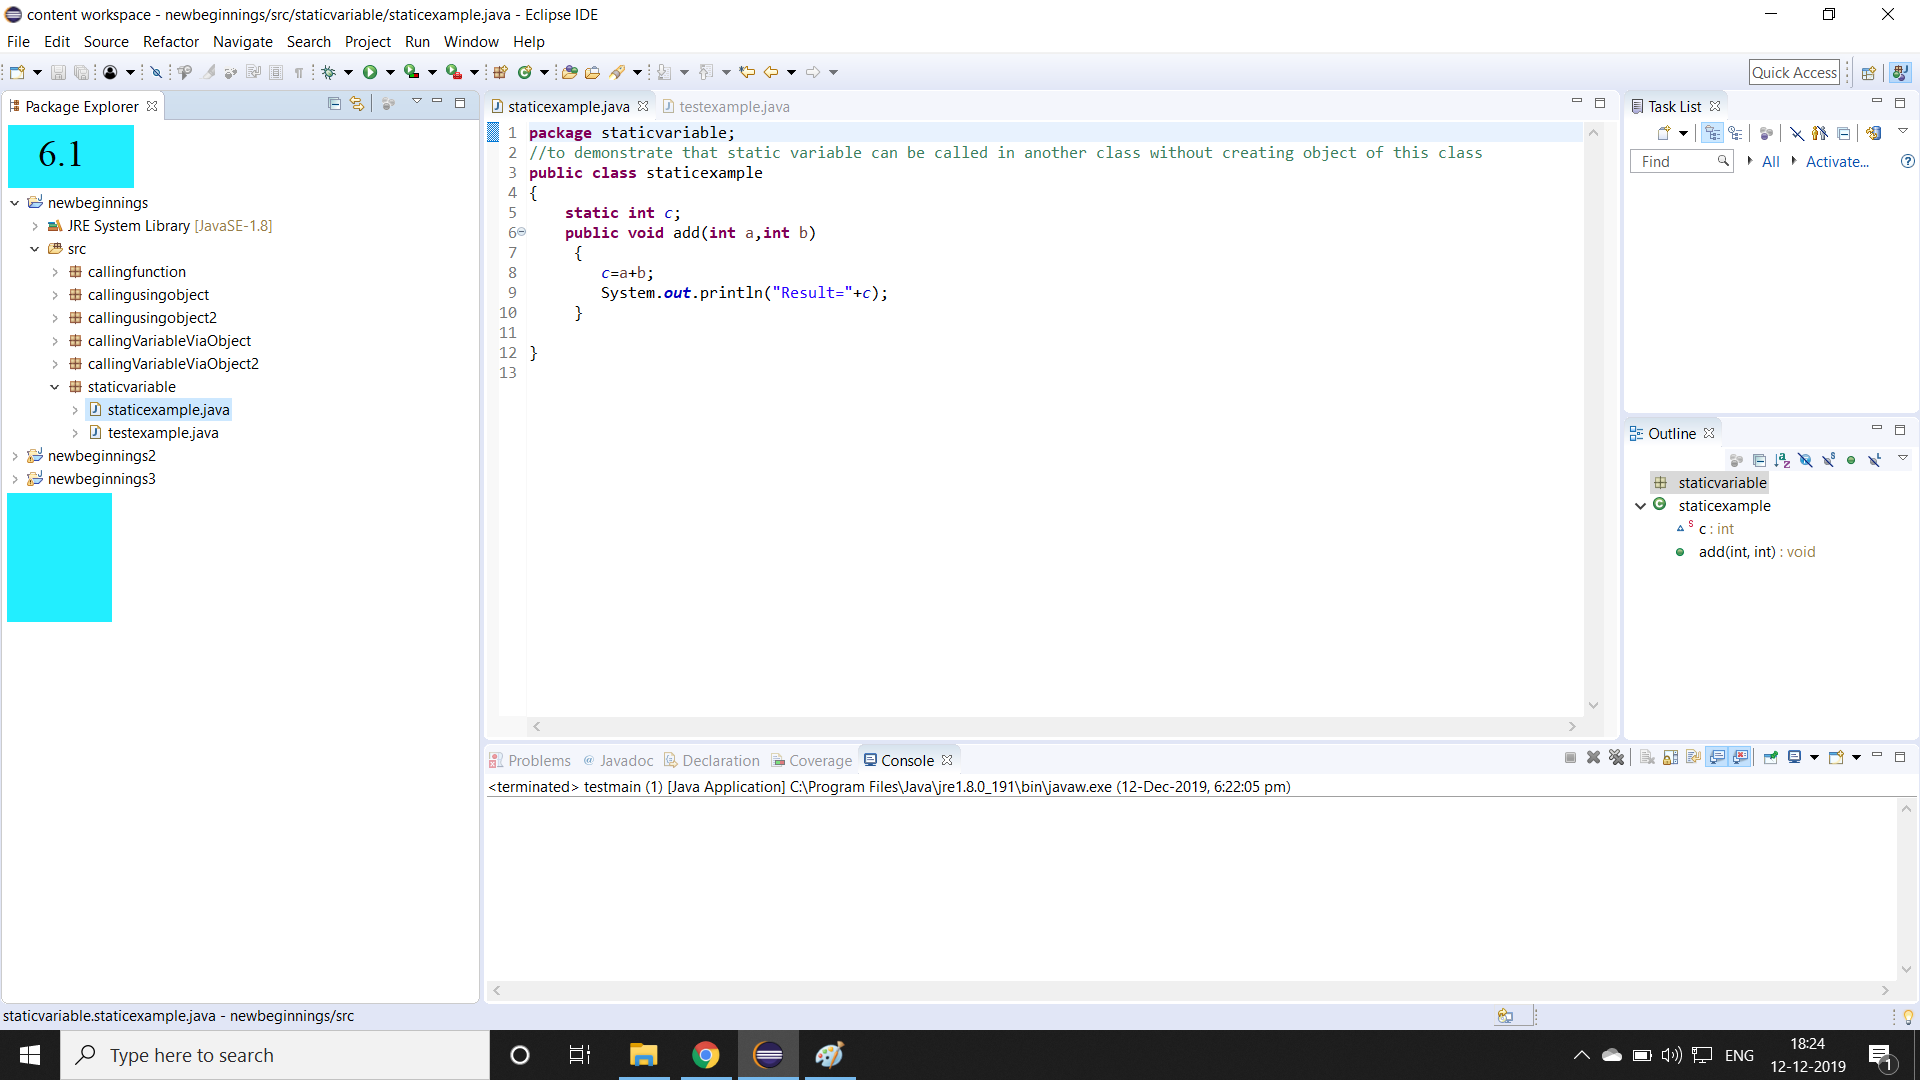 content workspace - newbeginnings/src/staticvariable/staticexample.java - Eclipse IDE
File Edit Source Refactor Navigate Search Project Run Window Help
Quick Access
Package Explorer
6.1
newbeginnings
JRE System Library [JavaSE-1.8]
src
callingfunction
callingusingobject
callingusingobject2
callingVariableViaObject
callingVariableViaObject2
staticvariable
staticexample.java
testexample.java
newbeginnings2
newbeginnings3
staticexample.java testexample.java
1 package staticvariable;
2 //to demonstrate that static variable can be called in another class without creating object of this class
3 public class staticexample
4 {
5 static int c;
6 public void add(int a,int b)
7 {
8 c=a+b;
9 System.out.println("Result="+c);
10 }
11
12 }
13
Task List
Find All Activate...
Outline
staticvariable
staticexample
c : int
add(int, int) : void
Problems Javadoc Declaration Coverage Console
<terminated> testmain (1) [Java Application] C:\Program Files\Java\jre1.8.0_191\bin\javaw.exe (12-Dec-2019, 6:22:05 pm)
staticvariable.staticexample.java - newbeginnings/src
Type here to search
ENG
18:24
12-12-2019
1